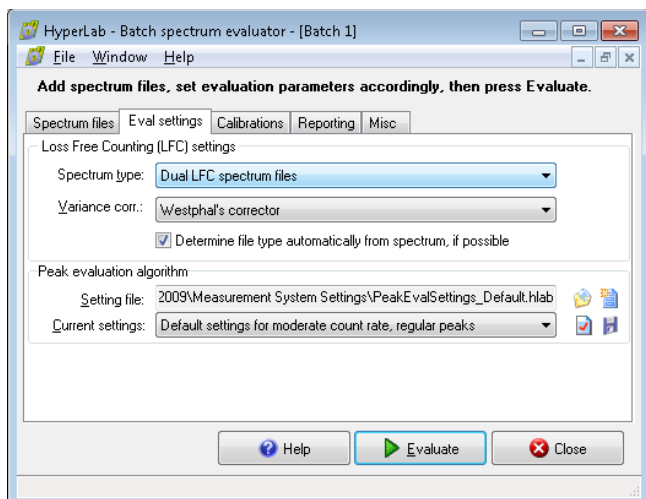 HyperLab - Batch spectrum evaluator - [Batch 1]
File Window Help
Add spectrum files, set evaluation parameters accordingly, then press Evaluate.
Spectrum files Eval settings Calibrations Reporting Misc
Loss Free Counting (LFC) settings
Spectrum type: Dual LFC spectrum files
Variance corr.: Westphal's corrector
Determine file type automatically from spectrum, if possible
Peak evaluation algorithm
Setting file: 2009\Measurement System Settings\PeakEvalSettings_Default.hlab
Current settings: Default settings for moderate count rate, regular peaks
Help Evaluate Close